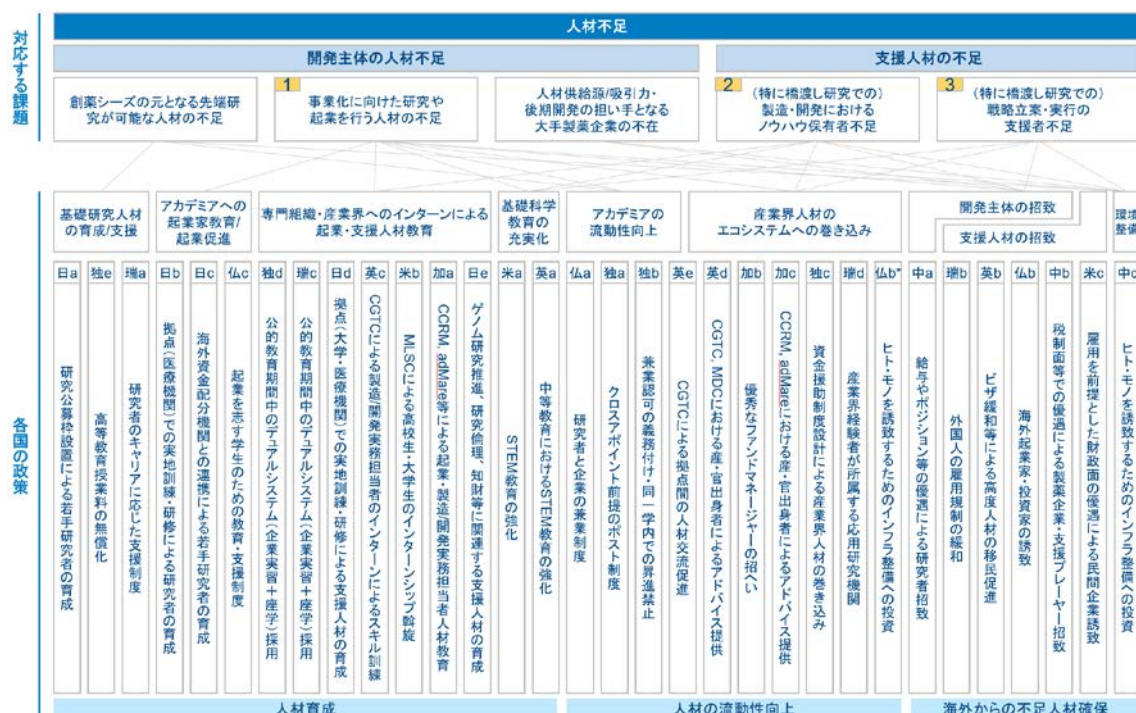 対応する課題
人材不足
開発主体の人材不足
支援人材の不足
創薬シーズの元となる先端研
究が可能な人材の不足
1
事業化に向けた研究や
起業を行う人材の不足
人材供給源/吸引力・
後期開発の担い手となる
大手製薬企業の不在
2
(特に橋渡し研究での)
製造・開発における
ノウハウ保有者不足
3
(特に橋渡し研究での)
戦略立案・実行の
支援者不足
各国の政策
基礎研究人材
の育成/支援
アカデミアへの
起業家教育/
起業促進
専門組織・産業界へのインターンによる
起業・支援人材教育
基礎科学
教育の
充実化
アカデミアの
流動性向上
産業界人材の
エコシステムへの巻き込み
開発主体の招致
支援人材の招致
環境
整備
日a
研究公募枠設置による若手研究者の育成
独e
高等教育授業料の無償化
瑞a
研究者のキャリアに応じた支援制度
日b
拠点(医療機関)での実地訓練・研修による研究者の育成
日c
海外資金配分機関との連携による若手研究者の育成
仏c
起業を志す学生のための教育・支援制度
独d
公的教育期間中のデュアルシステム(企業実習+座学)採用
瑞c
公的教育期間中のデュアルシステム(企業実習+座学)採用
日d
拠点(大学・医療機関)での実地訓練・研修による支援人材の育成
英c
CGTCによる製造・開発実務担当者のインターンによるスキル訓練
米b
MLSCによる高校生・大学生のインターンシップ斡旋
加a
CCRM, adMare等による起業・製造開発実務担当者人材教育
日e
ゲノム研究推進、研究倫理、知財等に関連する支援人材の育成
米a
STEM教育の強化
英a
中等教育におけるSTEM教育の強化
仏a
研究者と企業の兼業制度
独a
クロスアポイント前提のポスト制度
独b
兼業認可の義務付け・同一学内での昇進禁止
英e
CGTCによる拠点間の人材交流促進
英d
CGTC, MDCにおける産・官出身者によるアドバイス提供
加b
優秀なファンドマネージャーの招へい
加c
CCRM, adMareにおける産・官出身者によるアドバイス提供
独c
資金援助制度設計による産業界人材の巻き込み
瑞d
産業界経験者が所属する応用研究機関
仏b*
ヒト・モノを誘致するためのインフラ整備への投資
中a
給与やポジション等の優遇による研究者招致
瑞b
外国人の雇用規制の緩和
英b
ビザ緩和等による高度人材の移民促進
仏b
海外起業家・投資家の誘致
中b
税制面等での優遇による製薬企業・支援プレーヤー招致
米c
雇用を前提とした財政面の優遇による民間企業誘致
中c
ヒト・モノを誘致するためのインフラ整備への投資
人材育成
人材の流動性向上
海外からの不足人材確保